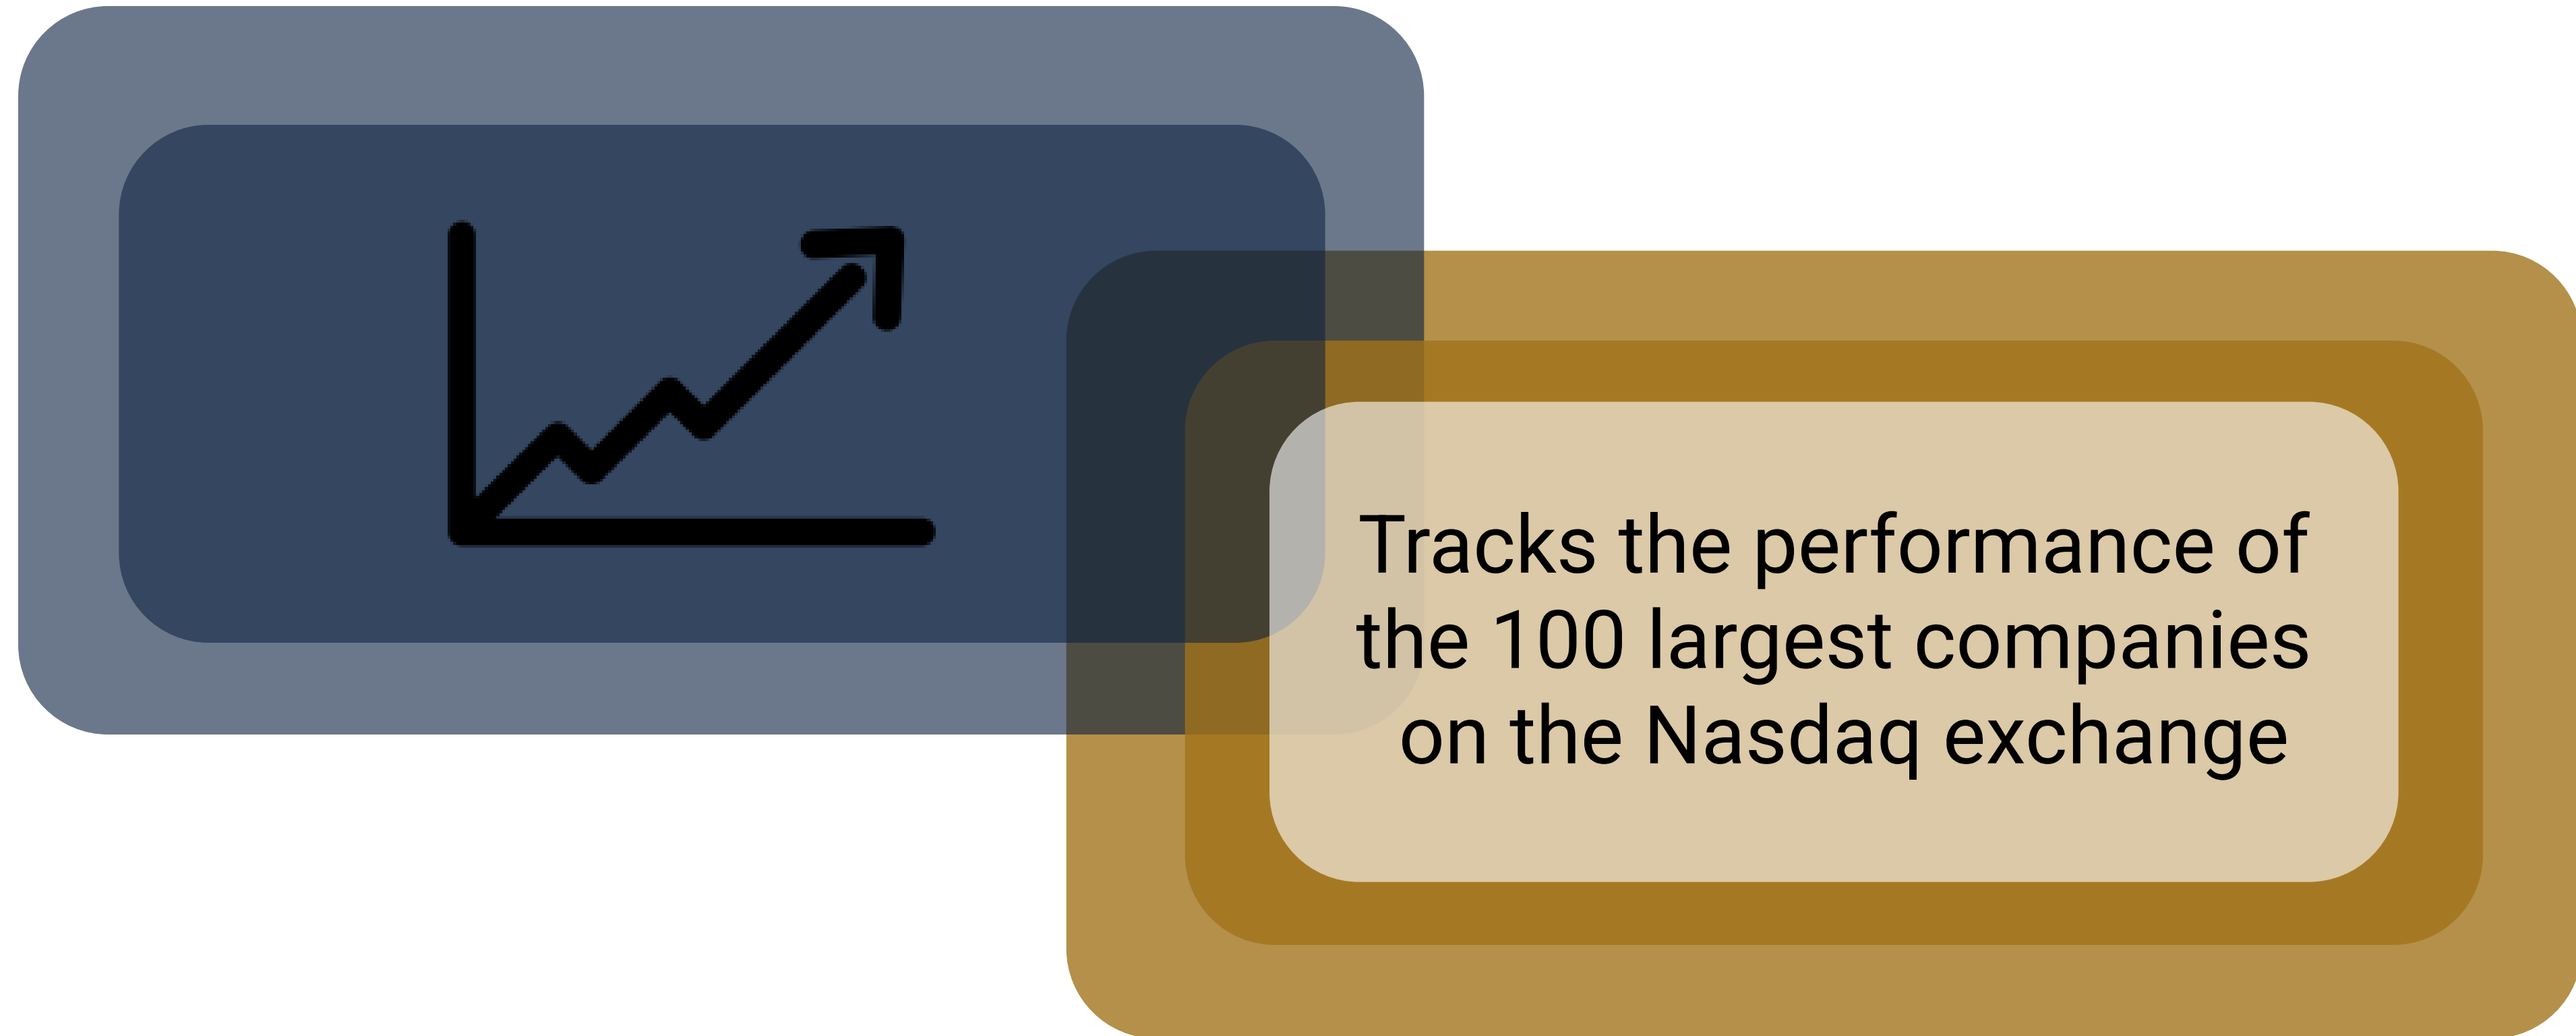 Tracks the performance of
the 100 largest companies
on the Nasdaq exchange